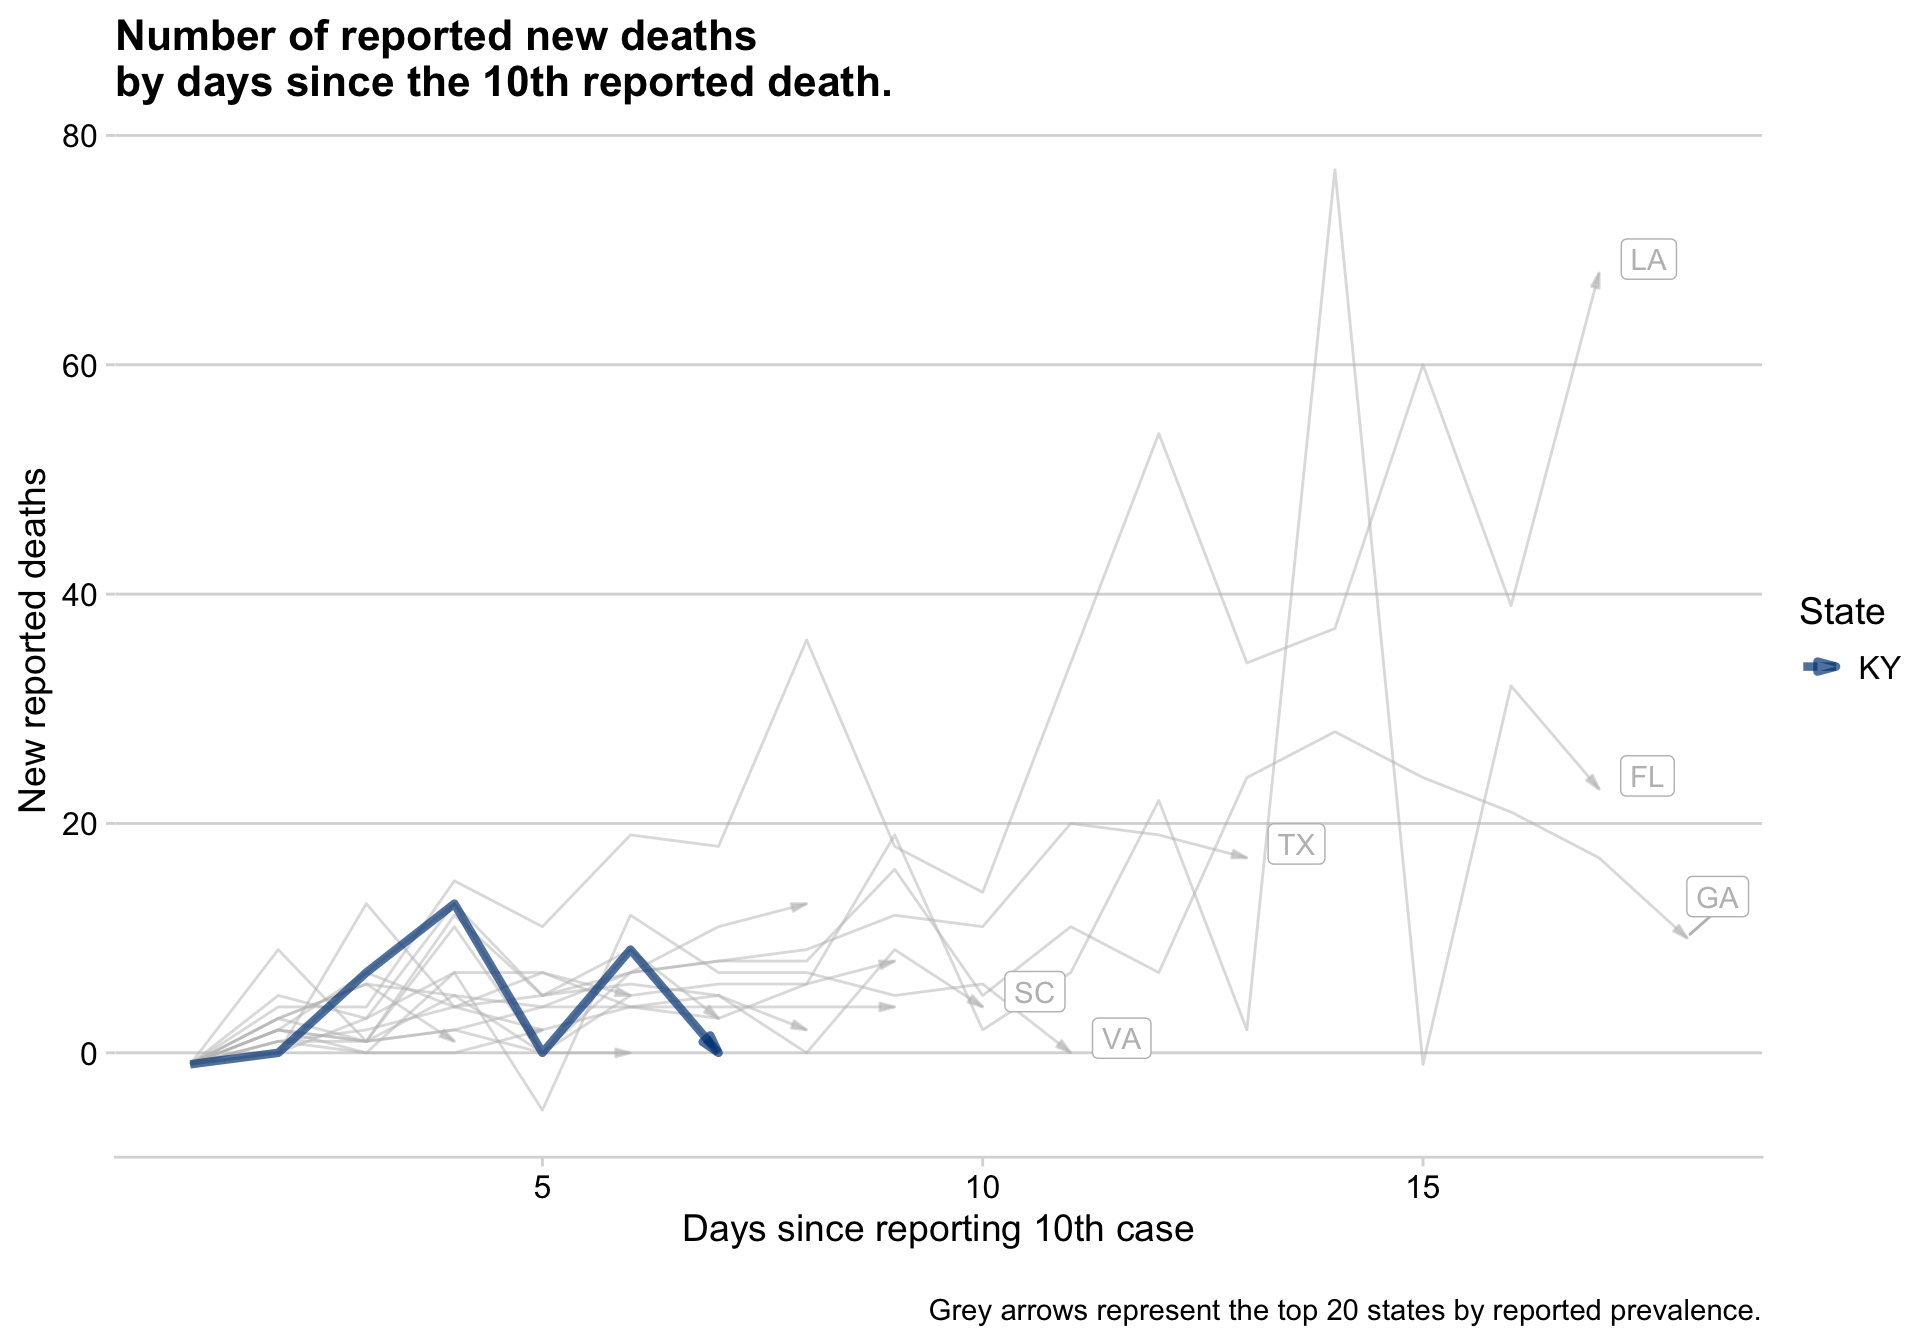 Number of reported new deaths
by days since the 10th reported death.
80
60
40
20
0
New reported deaths
LA
FL
TX
GA
SC
VA
State
KY
5
10
15
Days since reporting 10th case
Grey arrows represent the top 20 states by reported prevalence.